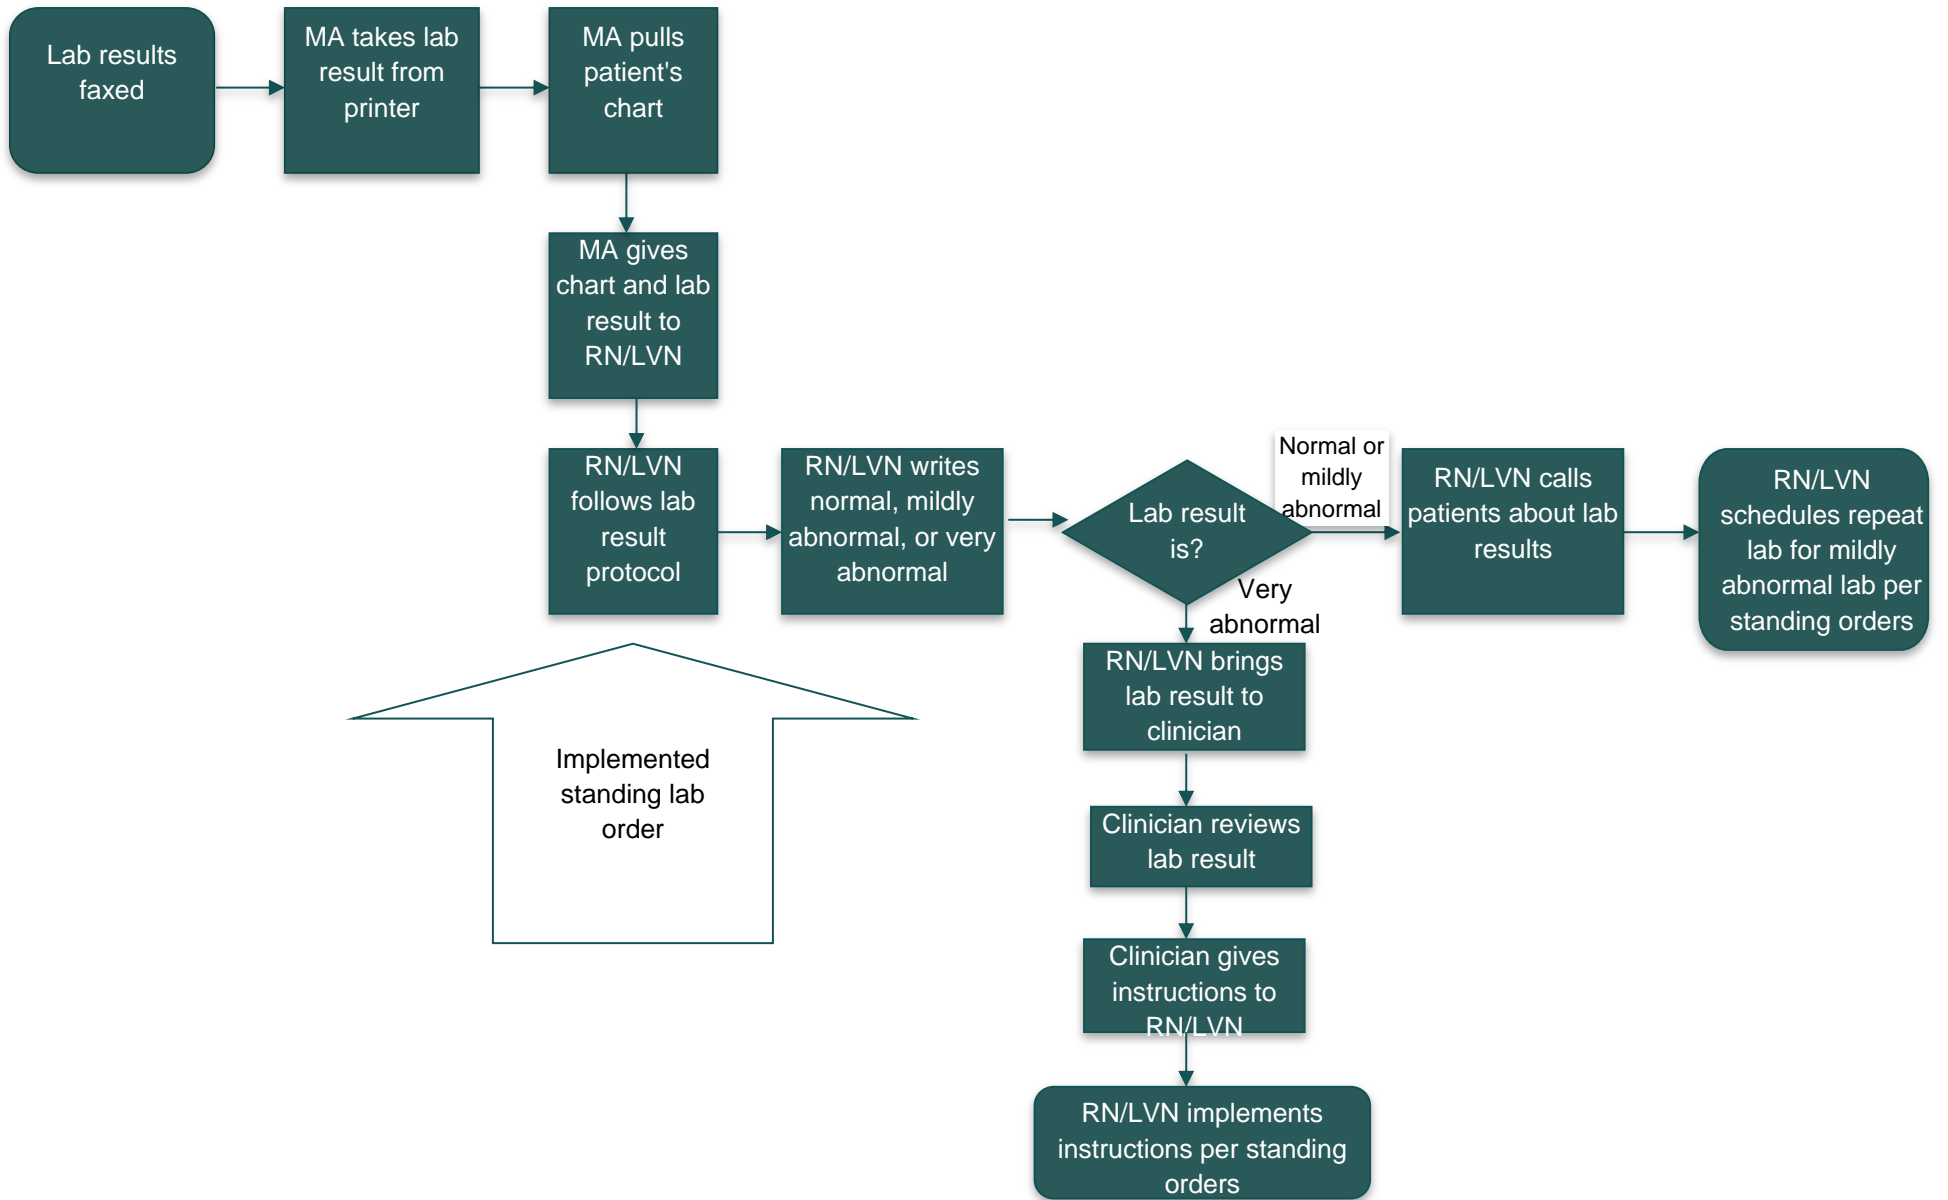 Lab results
faxed
MA takes lab
result from
printer
MA pulls
patient's
chart
MA gives
chart and lab
result to
RN/LVN
RN/LVN
follows lab
result
protocol
RN/LVN writes
normal, mildly
abnormal, or very
abnormal
Lab result
is?
Normal or
mildly
abnormal
RN/LVN calls
patients about lab
results
RN/LVN
schedules repeat
lab for mildly
abnormal lab per
standing orders
Very
abnormal
RN/LVN brings
lab result to
clinician
Clinician reviews
lab result
Clinician gives
instructions to
RN/LVN
RN/LVN implements
instructions per standing
orders
Implemented
standing lab
order